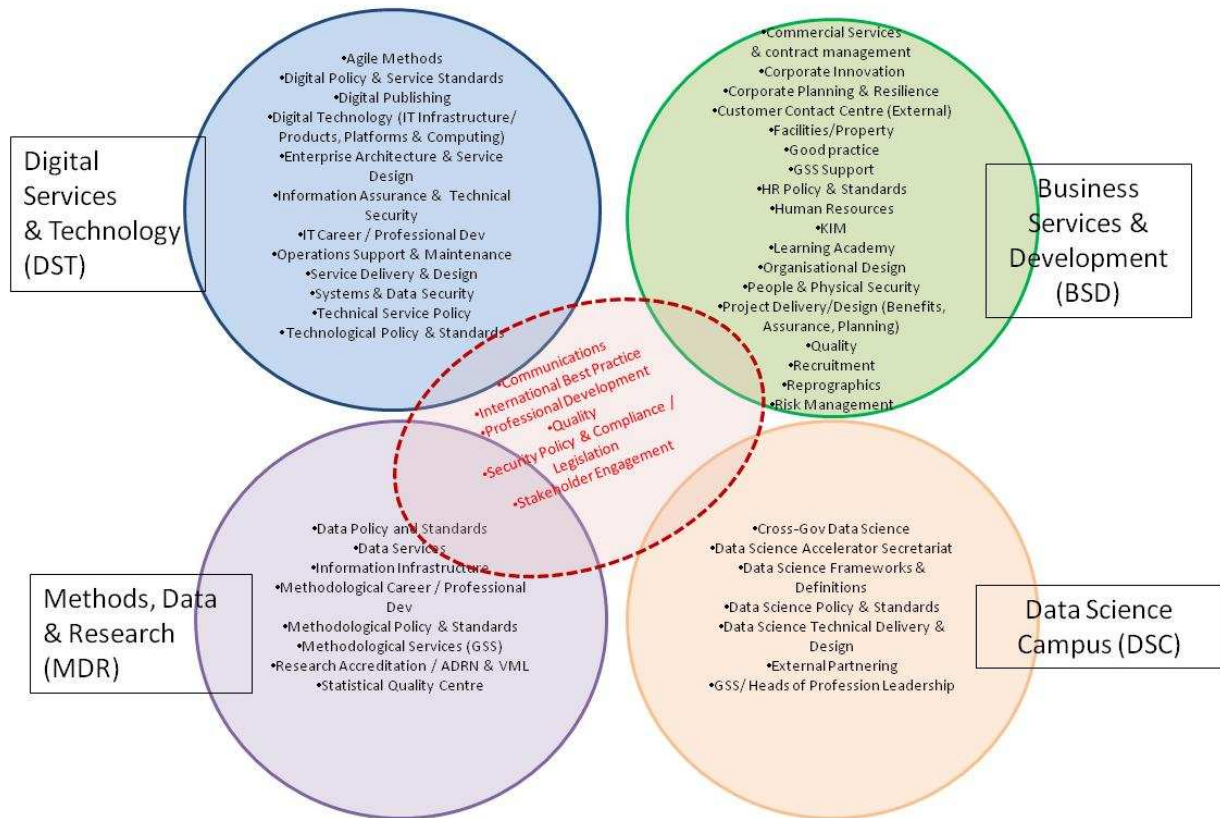 Digital
Services
& Technology
(DST)
•Agile Methods
•Digital Policy & Service Standards
•Digital Publishing
•Digital Technology (IT Infrastructure/
Products, Platforms & Computing)
•Enterprise Architecture & Service
Design
•Information Assurance & Technical
Security
•IT Career / Professional Dev
•Operations Support & Maintenance
•Service Delivery & Design
•Systems & Data Security
•Technical Service Policy
•Technological Policy & Standards
•Commercial Services
& contract management
•Corporate Innovation
•Corporate Planning & Resilience
•Customer Contact Centre (External)
•Facilities/Property
•Good practice
•GSS Support
•HR Policy & Standards
•Human Resources
•KIM
•Learning Academy
•Organisational Design
•People & Physical Security
•Project Delivery/Design (Benefits,
Assurance, Planning)
•Quality
•Recruitment
•Reprographics
•Risk Management
Business
Services &
Development
(BSD)
•Communications
•International Best Practice
•Professional Development
•Quality
•Security Policy & Compliance /
Legislation
•Stakeholder Engagement
Methods, Data
& Research
(MDR)
•Data Policy and Standards
•Data Services
•Information Infrastructure
•Methodological Career / Professional
Dev
•Methodological Policy & Standards
•Methodological Services (GSS)
•Research Accreditation / ADRN & VML
•Statistical Quality Centre
•Cross-Gov Data Science
•Data Science Accelerator Secretariat
•Data Science Frameworks &
Definitions
•Data Science Policy & Standards
•Data Science Technical Delivery &
Design
•External Partnering
•GSS/ Heads of Profession Leadership
Data Science
Campus (DSC)